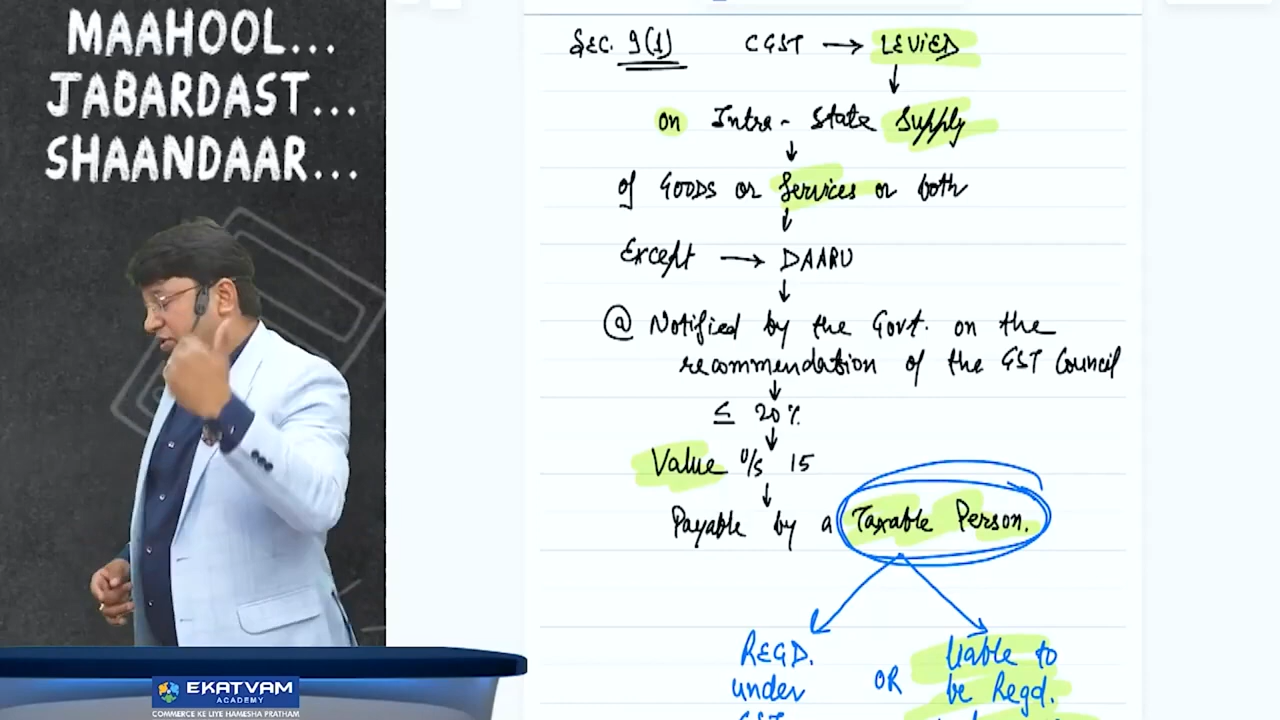 MAAHOOL...
JABARDAST...
SHAANDAAR...
EKATVAM
ACADEMY
COMMERCE KE LIYE HAMESHA PRATHAM
SEC. 9(1) CGST → LEVIED
↓
on Intra-State Supply
↓
of GOODS or Services or both
↓
Except → DAARU
↓
@ Notified by the Govt. on the
recommendation of the GST Council
↓
≤ 20%
↓
Value u/s 15
↓
Payable by a Taxable Person.
REGD. OR liable to
under be Regd.